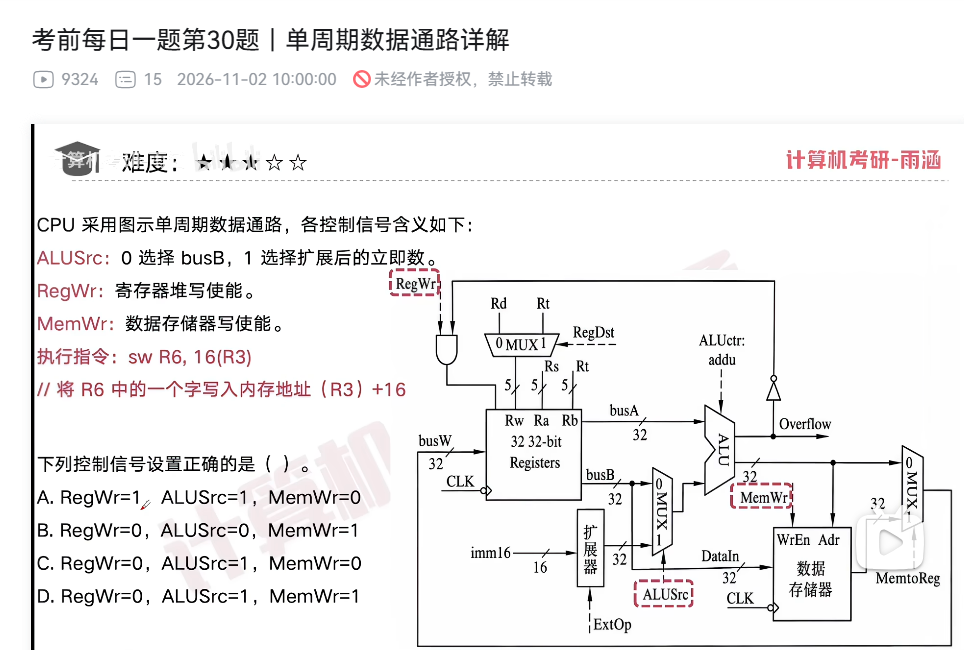 考前每日一题第30题丨单周期数据通路详解
9324 15 2026-11-02 10:00:00 未经作者授权，禁止转载
难度：★★★☆☆
计算机考研-雨涵
CPU 采用图示单周期数据通路，各控制信号含义如下：
ALUSrc：0 选择 busB，1 选择扩展后的立即数。
RegWr：寄存器堆写使能。
MemWr：数据存储器写使能。
执行指令：sw R6, 16(R3)
// 将 R6 中的一个字写入内存地址（R3）+16
下列控制信号设置正确的是（ ）。
A. RegWr=1，ALUSrc=1，MemWr=0
B. RegWr=0，ALUSrc=0，MemWr=1
C. RegWr=0，ALUSrc=1，MemWr=0
D. RegWr=0，ALUSrc=1，MemWr=1
RegWr
Rd Rt
0 MUX 1
RegDst
Rs Rt
5 5 5
ALUctr:
addu
Rw Ra Rb
32 32-bit
Registers
busA
32
busW
32
CLK
busB
32
ALU
Overflow
32
0 MUX 1
MemWr
0 MUX
32
imm16
16
扩展器
32
DataIn
32
WrEn Adr
数据
存储器
MemtoReg
ALUSrc
CLK
ExtOp
计算机